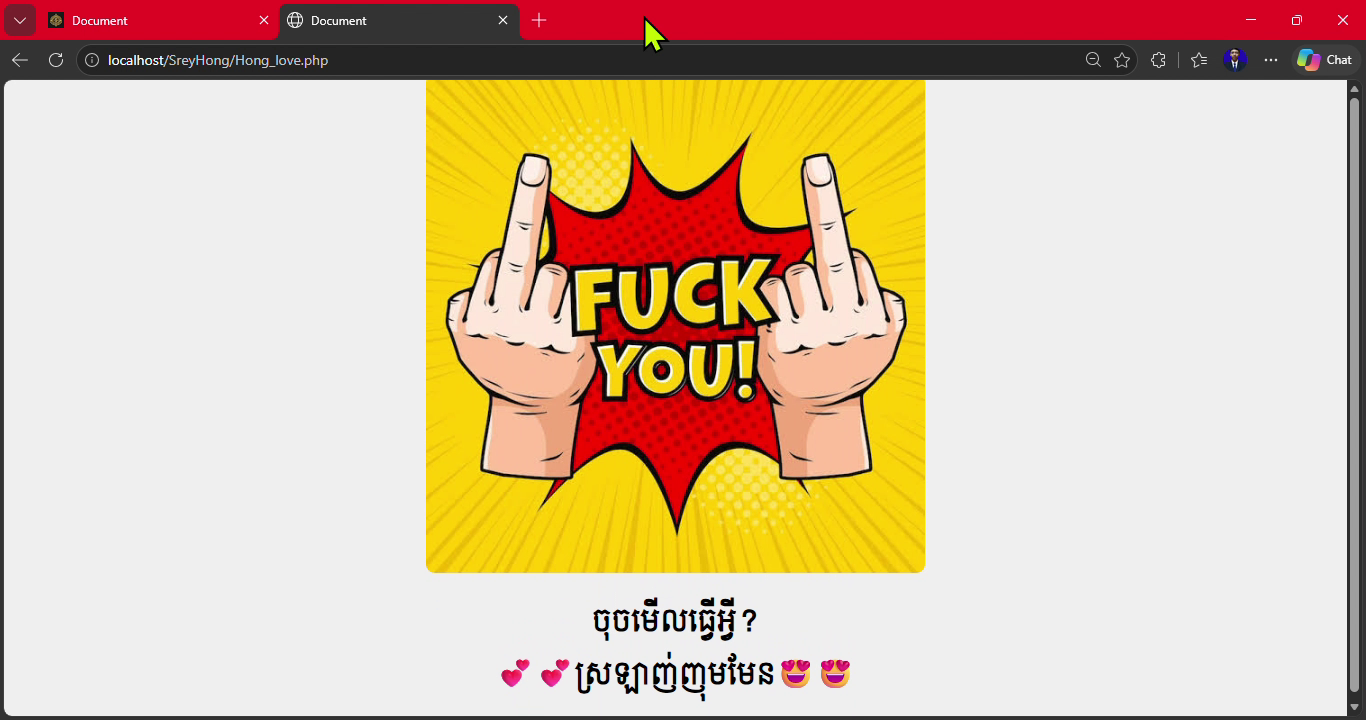 Document
Document
localhost/SreyHong/Hong_love.php
Chat
FUCK
YOU!
ចុចមើលធ្វើអ្វី?
💕 💕ស្រឡាញ់ញុមមែន😍 😍